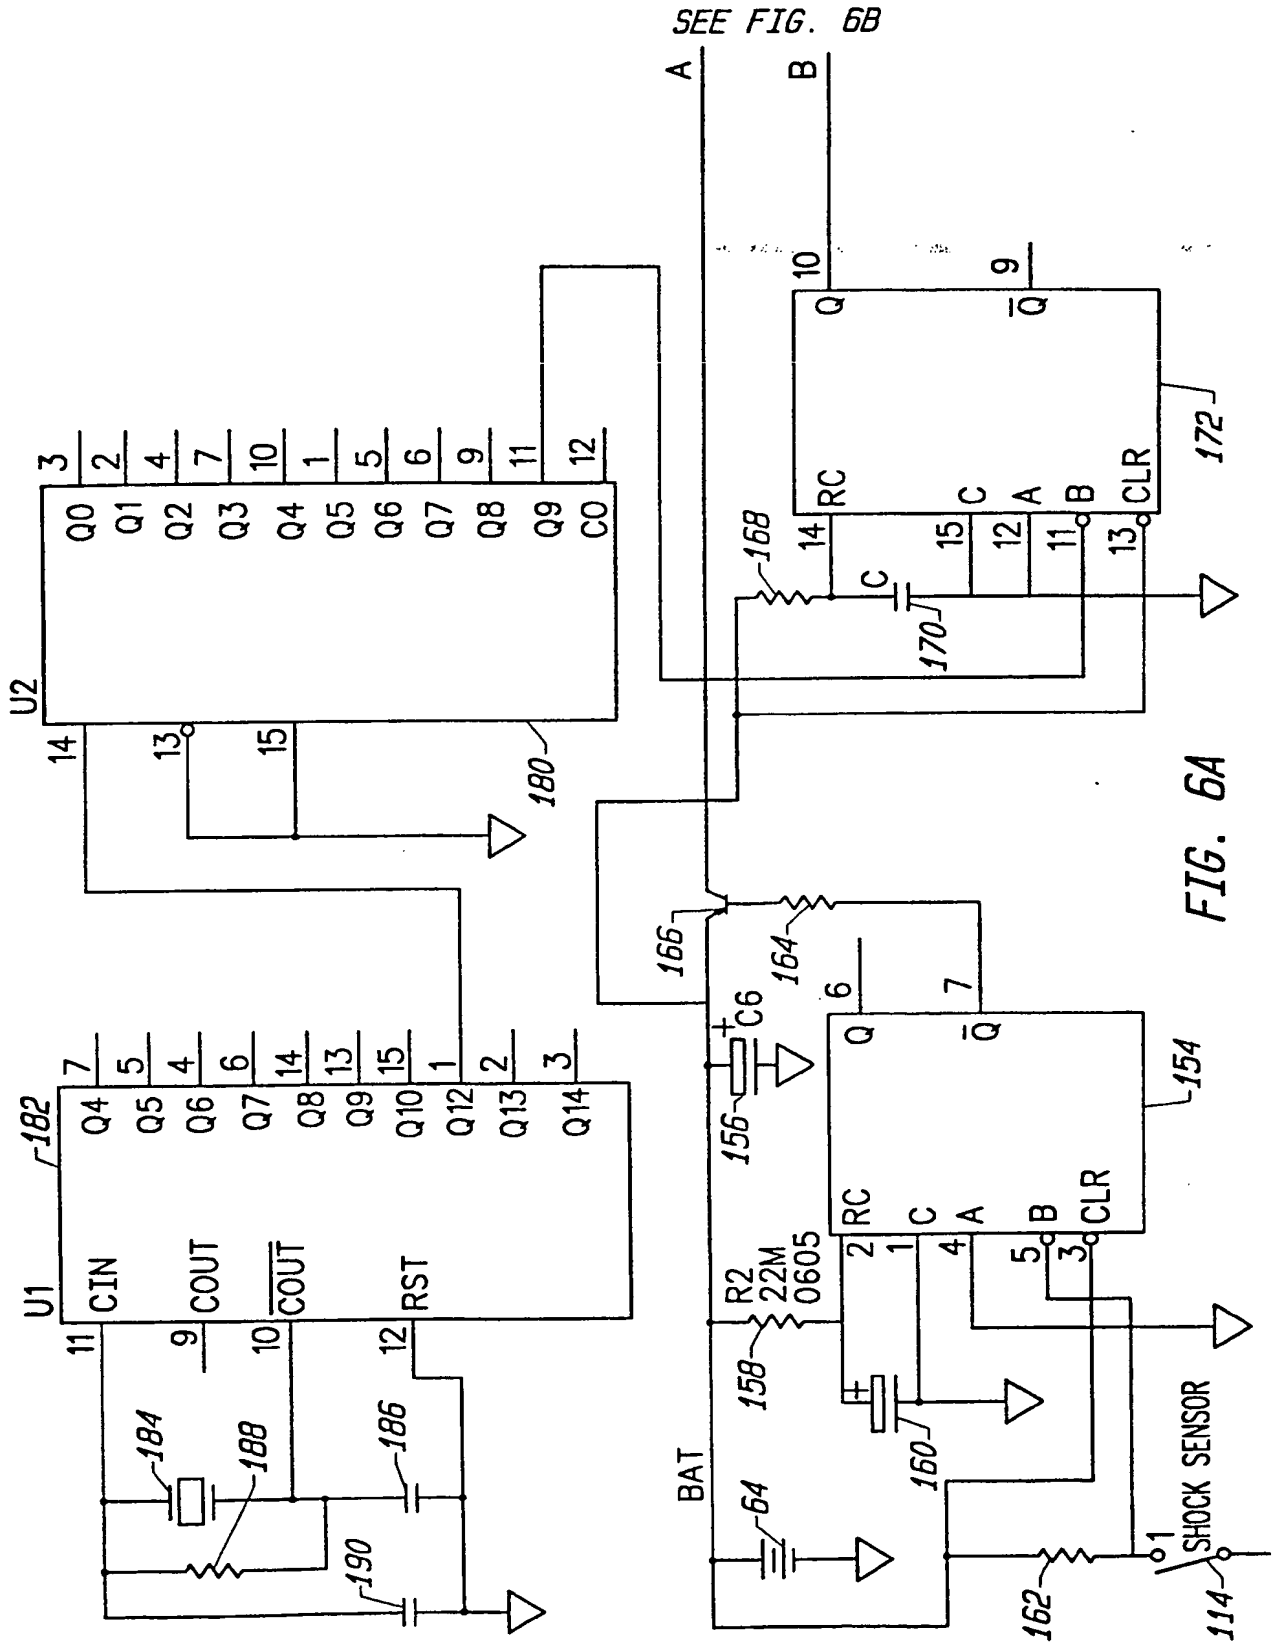 SEE FIG. 6B
A
B
U1
182
11
CIN
9
COUT
10
COUT
12
RST
Q4
7
Q5
5
Q6
4
Q7
6
Q8
14
Q9
13
Q10
15
Q12
1
Q13
2
Q14
3
184
188
186
190
U2
14
13
15
180
Q0
3
Q1
2
Q2
4
Q3
7
Q4
10
Q5
1
Q6
5
Q7
6
Q8
9
Q9
11
CO
12
BAT
64
R2
22M
0605
158
156
+
C6
166
164
+
160
162
1
SHOCK SENSOR
114
2
RC
1
C
4
A
5
B
3
CLR
Q
6
Q
7
154
168
C
170
14
RC
15
C
12
A
11
B
13
CLR
Q
10
Q
9
172
FIG. 6A